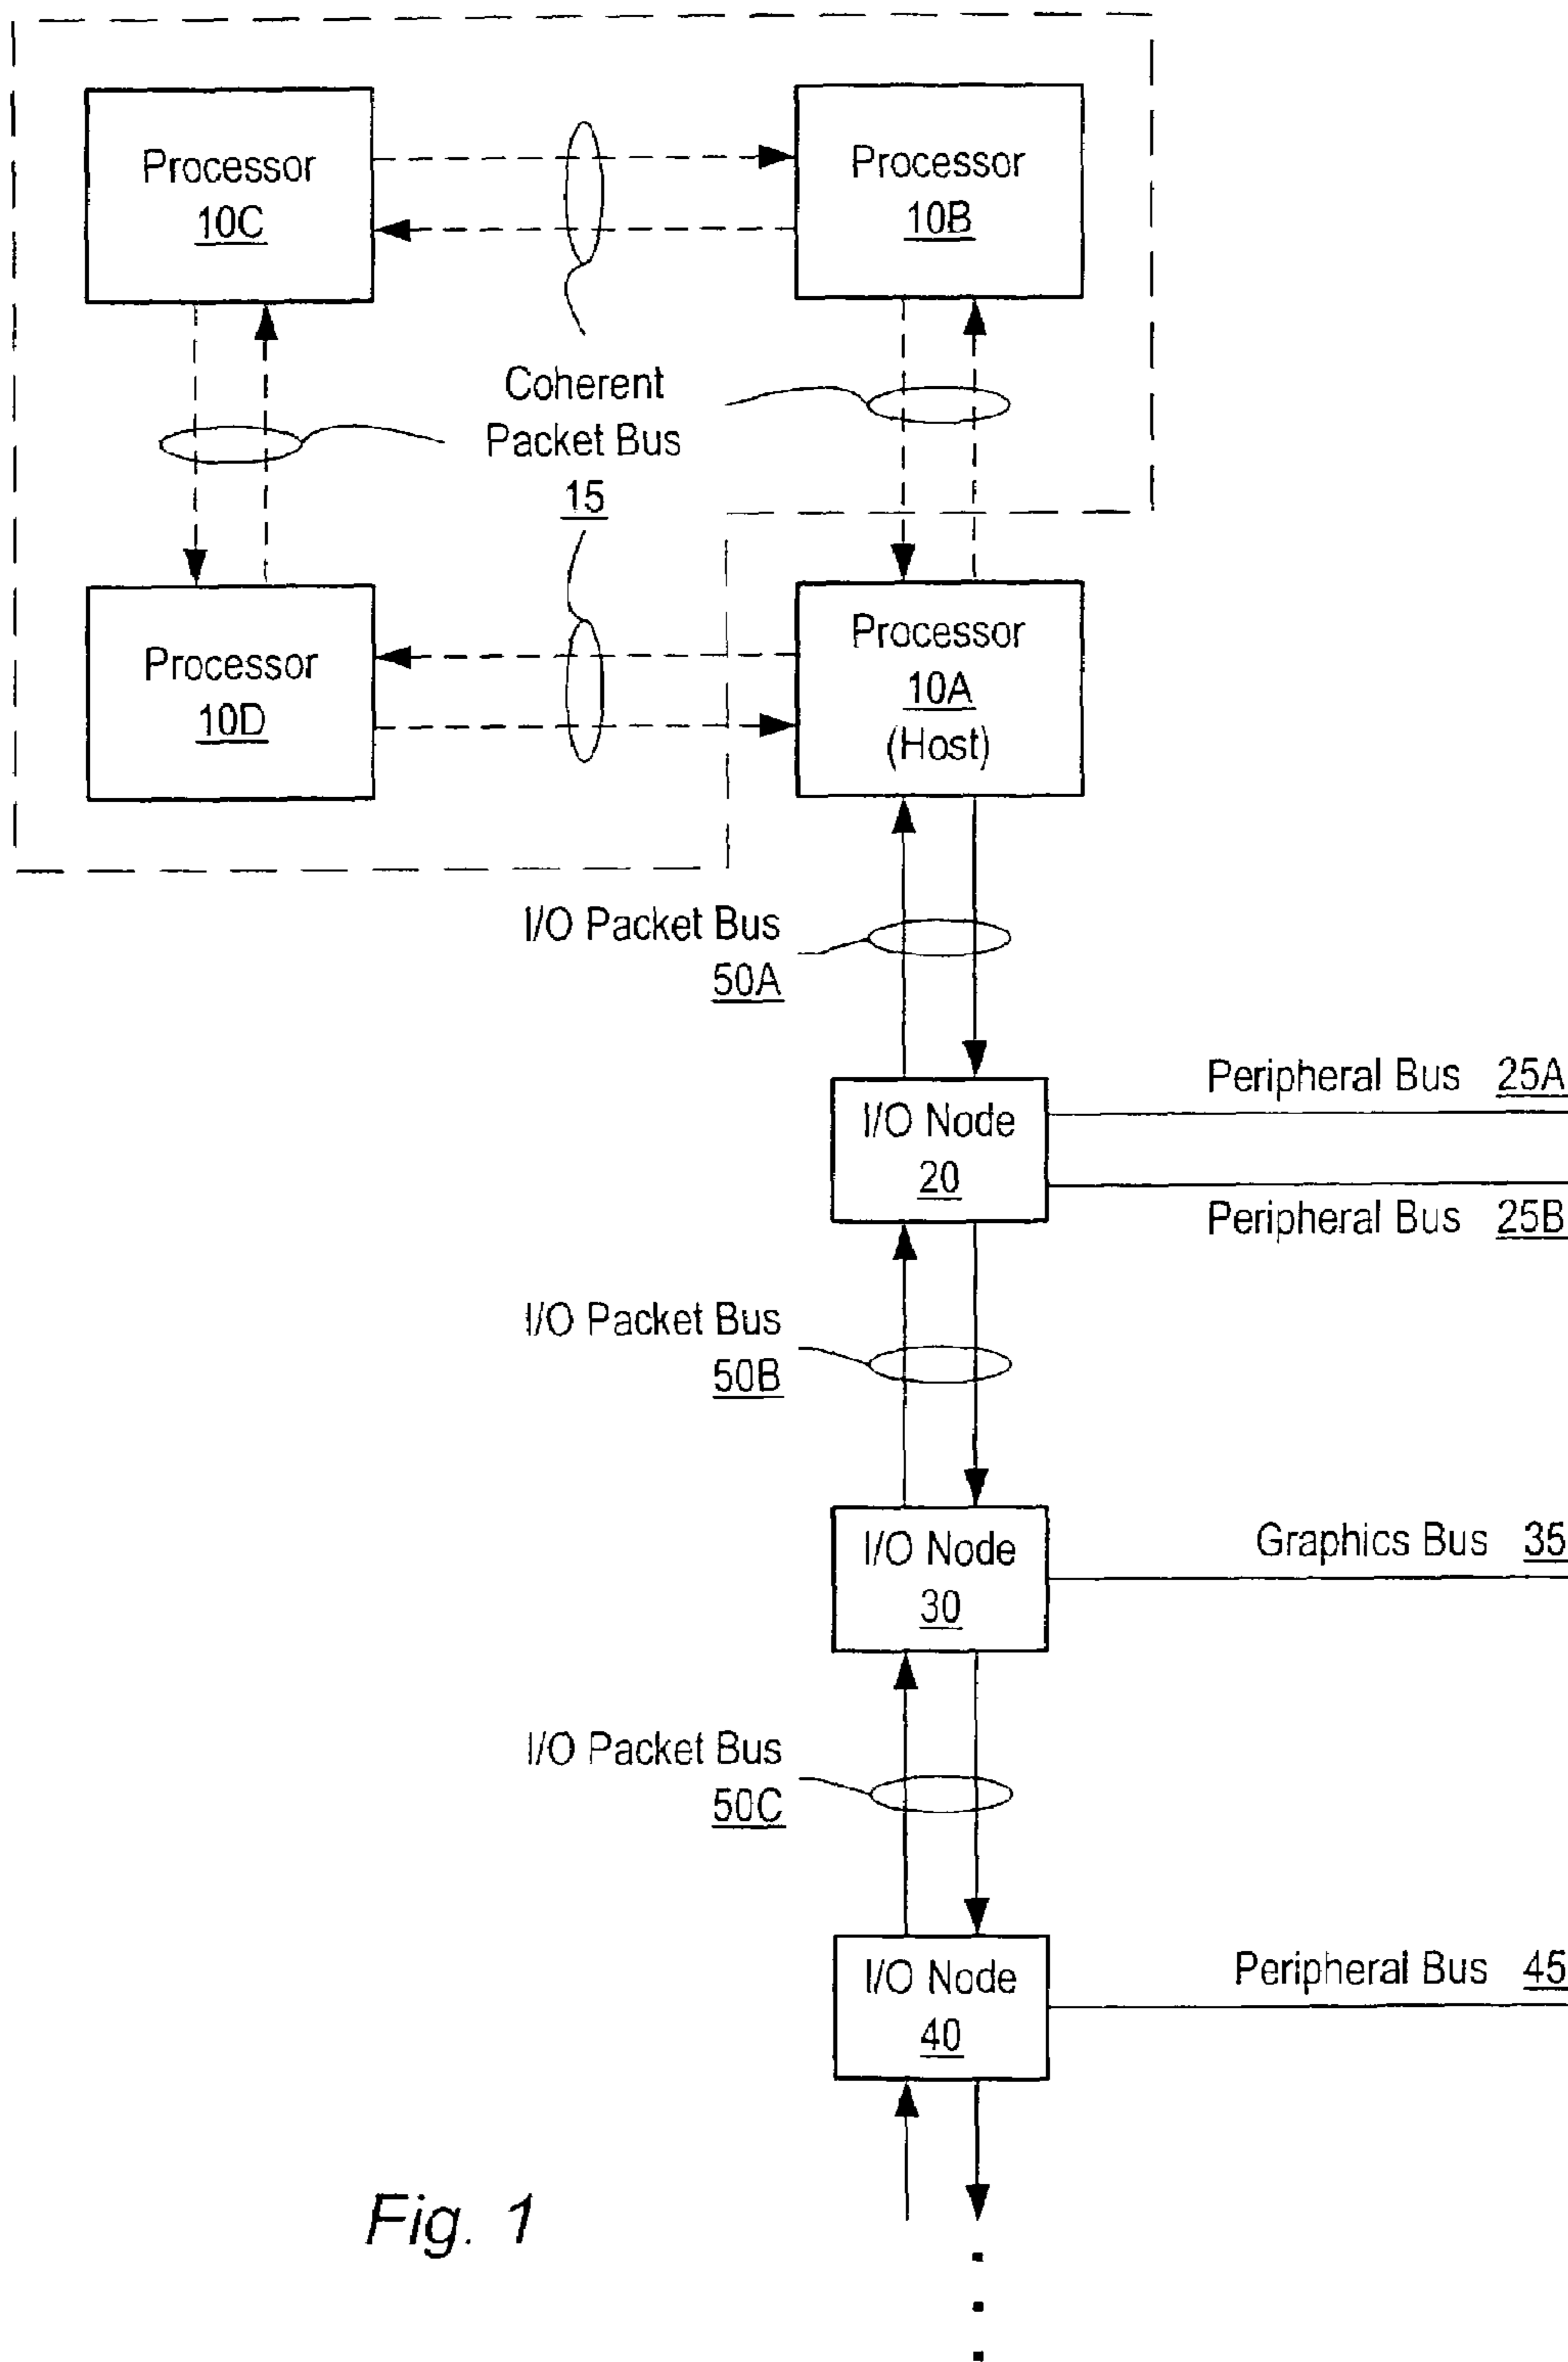 Processor
10C
Processor
10B
Coherent
Packet Bus
15
Processor
10D
Processor
10A
(Host)
I/O Packet Bus
50A
Peripheral Bus 25A
I/O Node
20
Peripheral Bus 25B
I/O Packet Bus
50B
I/O Node
30
Graphics Bus 35
I/O Packet Bus
50C
I/O Node
40
Peripheral Bus 45
Fig. 1